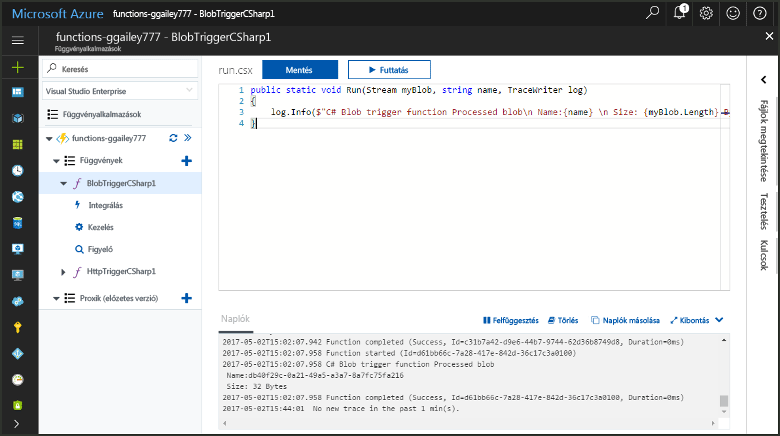 Microsoft Azure functions-ggailey777 - BlobTriggerCSharp1
1
functions-ggailey777 - BlobTriggerCSharp1
Függvényalkalmazások
Keresés
Visual Studio Enterprise
Függvényalkalmazások
functions-ggailey777
Függvények
BlobTriggerCSharp1
Integrálás
Kezelés
Figyelő
HttpTriggerCSharp1
Proxik (előzetes verzió)
run.csx
Mentés
Futtatás
1 public static void Run(Stream myBlob, string name, TraceWriter log)
2 {
3 log.Info($"C# Blob trigger function Processed blob\n Name:{name} \n Size: {myBlob.Length} B
4 }
Naplók
Felfüggesztés
Törlés
Naplók másolása
Kibontás
2017-05-02T15:02:07.942 Function completed (Success, Id=c31b7a42-d9e6-44b7-9744-62d36b8749d8, Duration=0ms)
2017-05-02T15:02:07.958 Function started (Id=d61bb66c-7a28-417e-842d-36c17c3a0100)
2017-05-02T15:02:07.958 C# Blob trigger function Processed blob
Name:db40f29c-0a21-49a5-a3a7-8a7fc75fa216
Size: 32 Bytes
2017-05-02T15:02:07.958 Function completed (Success, Id=d61bb66c-7a28-417e-842d-36c17c3a0100, Duration=0ms)
2017-05-02T15:44:01 No new trace in the past 1 min(s).
Fájlok megtekintése
Tesztelés
Kulcsok